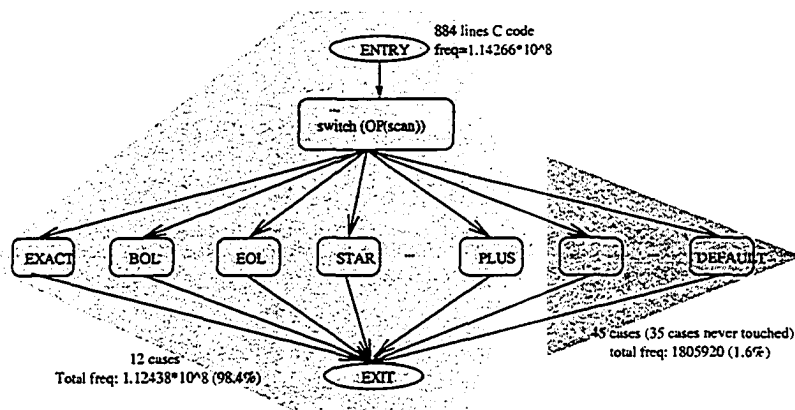 884 lines C code
ENTRY
freq=1.14266*10^8
switch (OP(scan))
EXACT
BOL
EOL
STAR
...
PLUS
...
DEFAULT
45 cases (35 cases never touched)
total freq: 1805920 (1.6%)
12 cases
Total freq: 1.12438*10^8 (98.4%)
EXIT